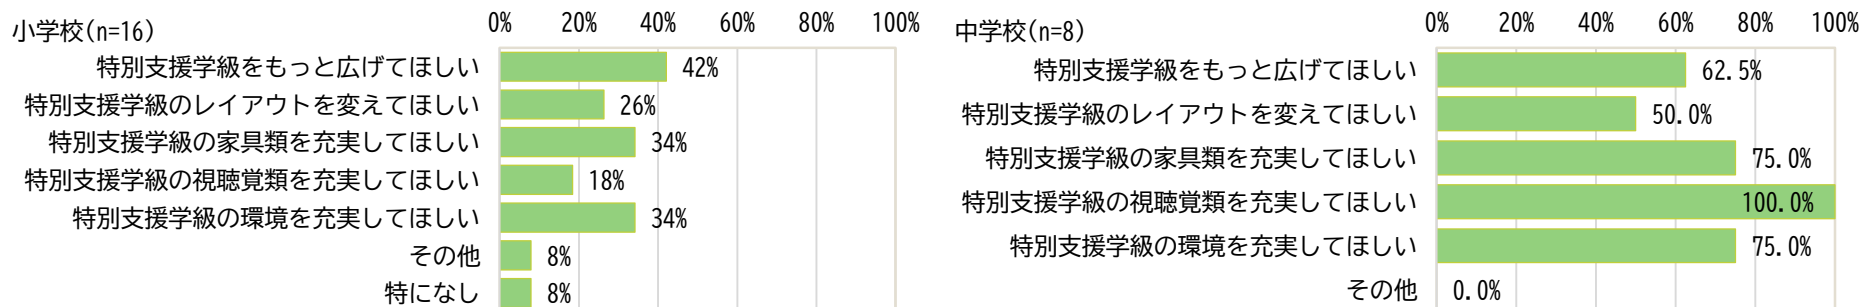 小学校(n=16)
0% 20% 40% 60% 80% 100%
特別支援学級をもっと広げてほしい 42%
特別支援学級のレイアウトを変えてほしい 26%
特別支援学級の家具類を充実してほしい 34%
特別支援学級の視聴覚類を充実してほしい 18%
特別支援学級の環境を充実してほしい 34%
その他 8%
特になし 8%
中学校(n=8)
0% 20% 40% 60% 80% 100%
特別支援学級をもっと広げてほしい 62.5%
特別支援学級のレイアウトを変えてほしい 50.0%
特別支援学級の家具類を充実してほしい 75.0%
特別支援学級の視聴覚類を充実してほしい 100.0%
特別支援学級の環境を充実してほしい 75.0%
その他 0.0%